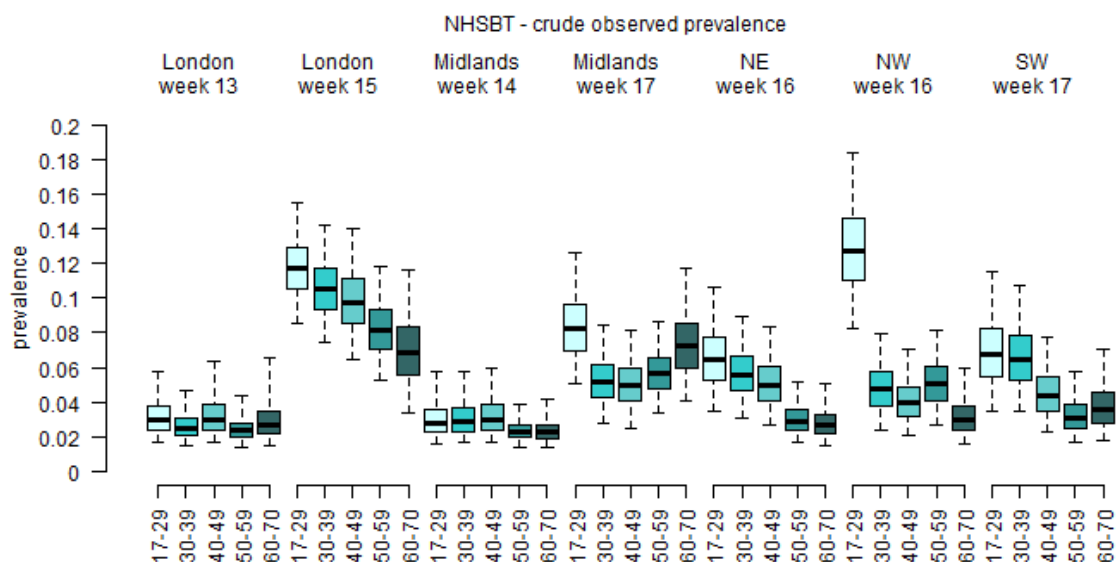 NHSBT - crude observed prevalence
London
week 13
London
week 15
Midlands
week 14
Midlands
week 17
NE
week 16
NW
week 16
SW
week 17
prevalence
0.2
0.18
0.16
0.14
0.12
0.1
0.08
0.06
0.04
0.02
0
17-29
30-39
40-49
50-59
60-70
17-29
30-39
40-49
50-59
60-70
17-29
30-39
40-49
50-59
60-70
17-29
30-39
40-49
50-59
60-70
17-29
30-39
40-49
50-59
60-70
17-29
30-39
40-49
50-59
60-70
17-29
30-39
40-49
50-59
60-70